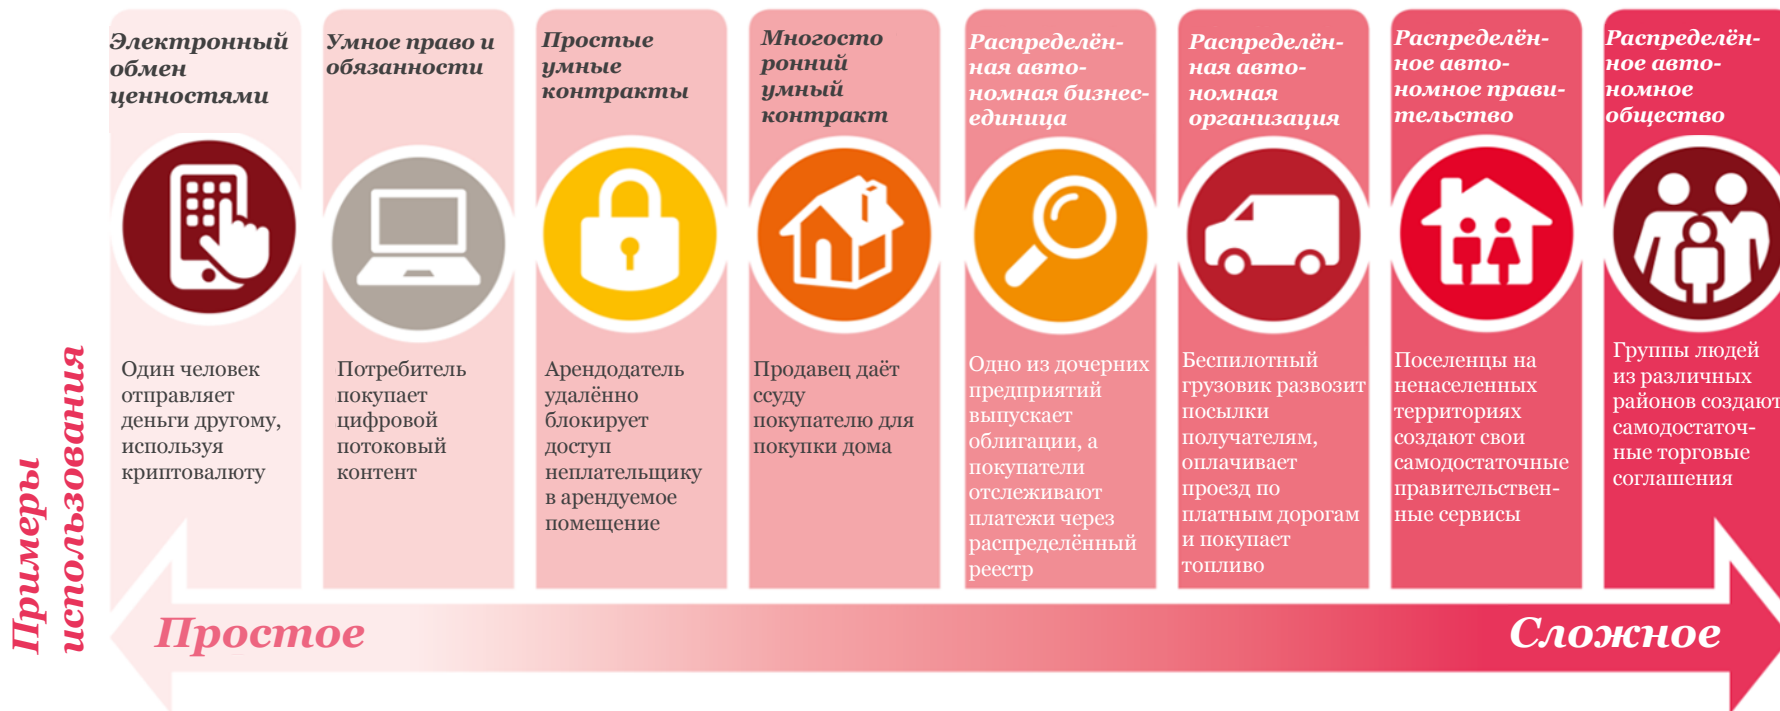 Электронный
обмен
ценностями
Умное право и
обязанности
Простые
умные
контракты
Многосто
ронний
умный
контракт
Распределён-
ная авто-
номная бизнес-
единица
Распределён-
ная авто-
номная
организация
Распределён-
ное авто-
номное прави-
тельство
Распределён-
ное авто-
номное
общество
Примеры
использования
Один человек
отправляет
деньги другому,
используя
криптовалюту
Потребитель
покупает
цифровой
потоковый
контент
Арендодатель
удалённо
блокирует
доступ
неплательщику
в арендуемое
помещение
Продавец даёт
ссуду
покупателю для
покупки дома
Одно из дочерних
предприятий
выпускает
облигации, а
покупатели
отслеживают
платежи через
распределённый
реестр
Беспилотный
грузовик развозит
посылки
получателям,
оплачивает
проезд по
платным дорогам
и покупает
топливо
Поселенцы на
ненаселенных
территориях
создают свои
самодостаточные
правительствен-
ные сервисы
Группы людей
из различных
районов создают
самодостаточ-
ные торговые
соглашения
Простое
Сложное